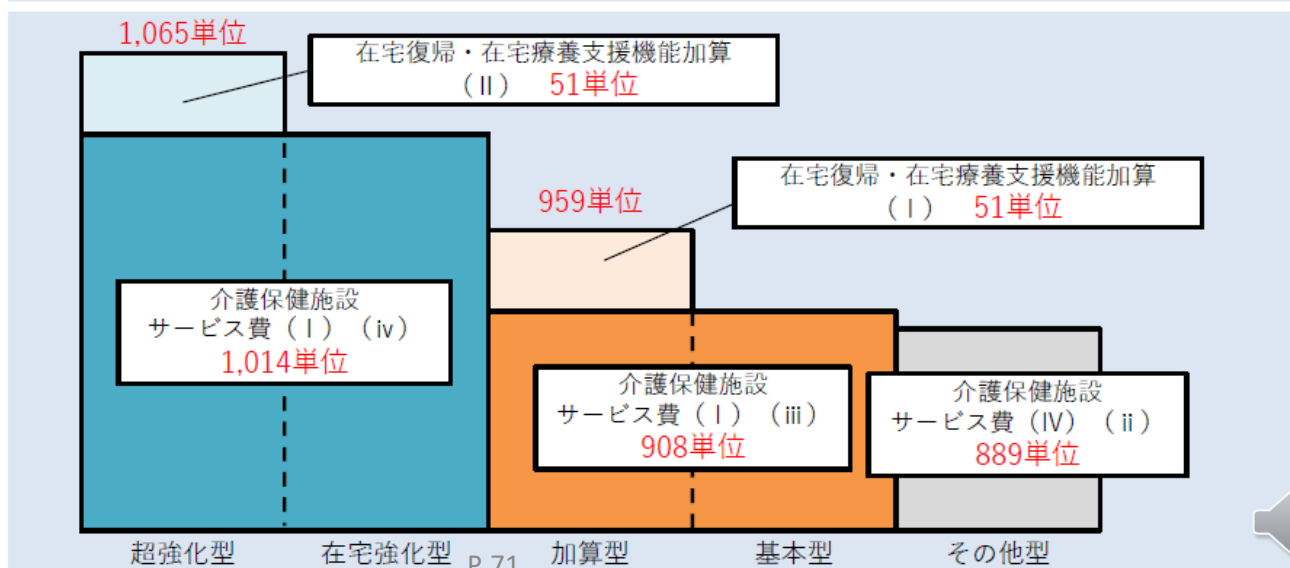 1,065単位
在宅復帰・在宅療養支援機能加算
（Ⅱ）　51単位
959単位
在宅復帰・在宅療養支援機能加算
（Ⅰ）　51単位
介護保健施設
サービス費（Ⅰ）（ⅳ）
1,014単位
介護保健施設
サービス費（Ⅰ）（ⅲ）
908単位
介護保健施設
サービス費（Ⅳ）（ⅱ）
889単位
超強化型　在宅強化型　加算型　基本型　その他型
P 71